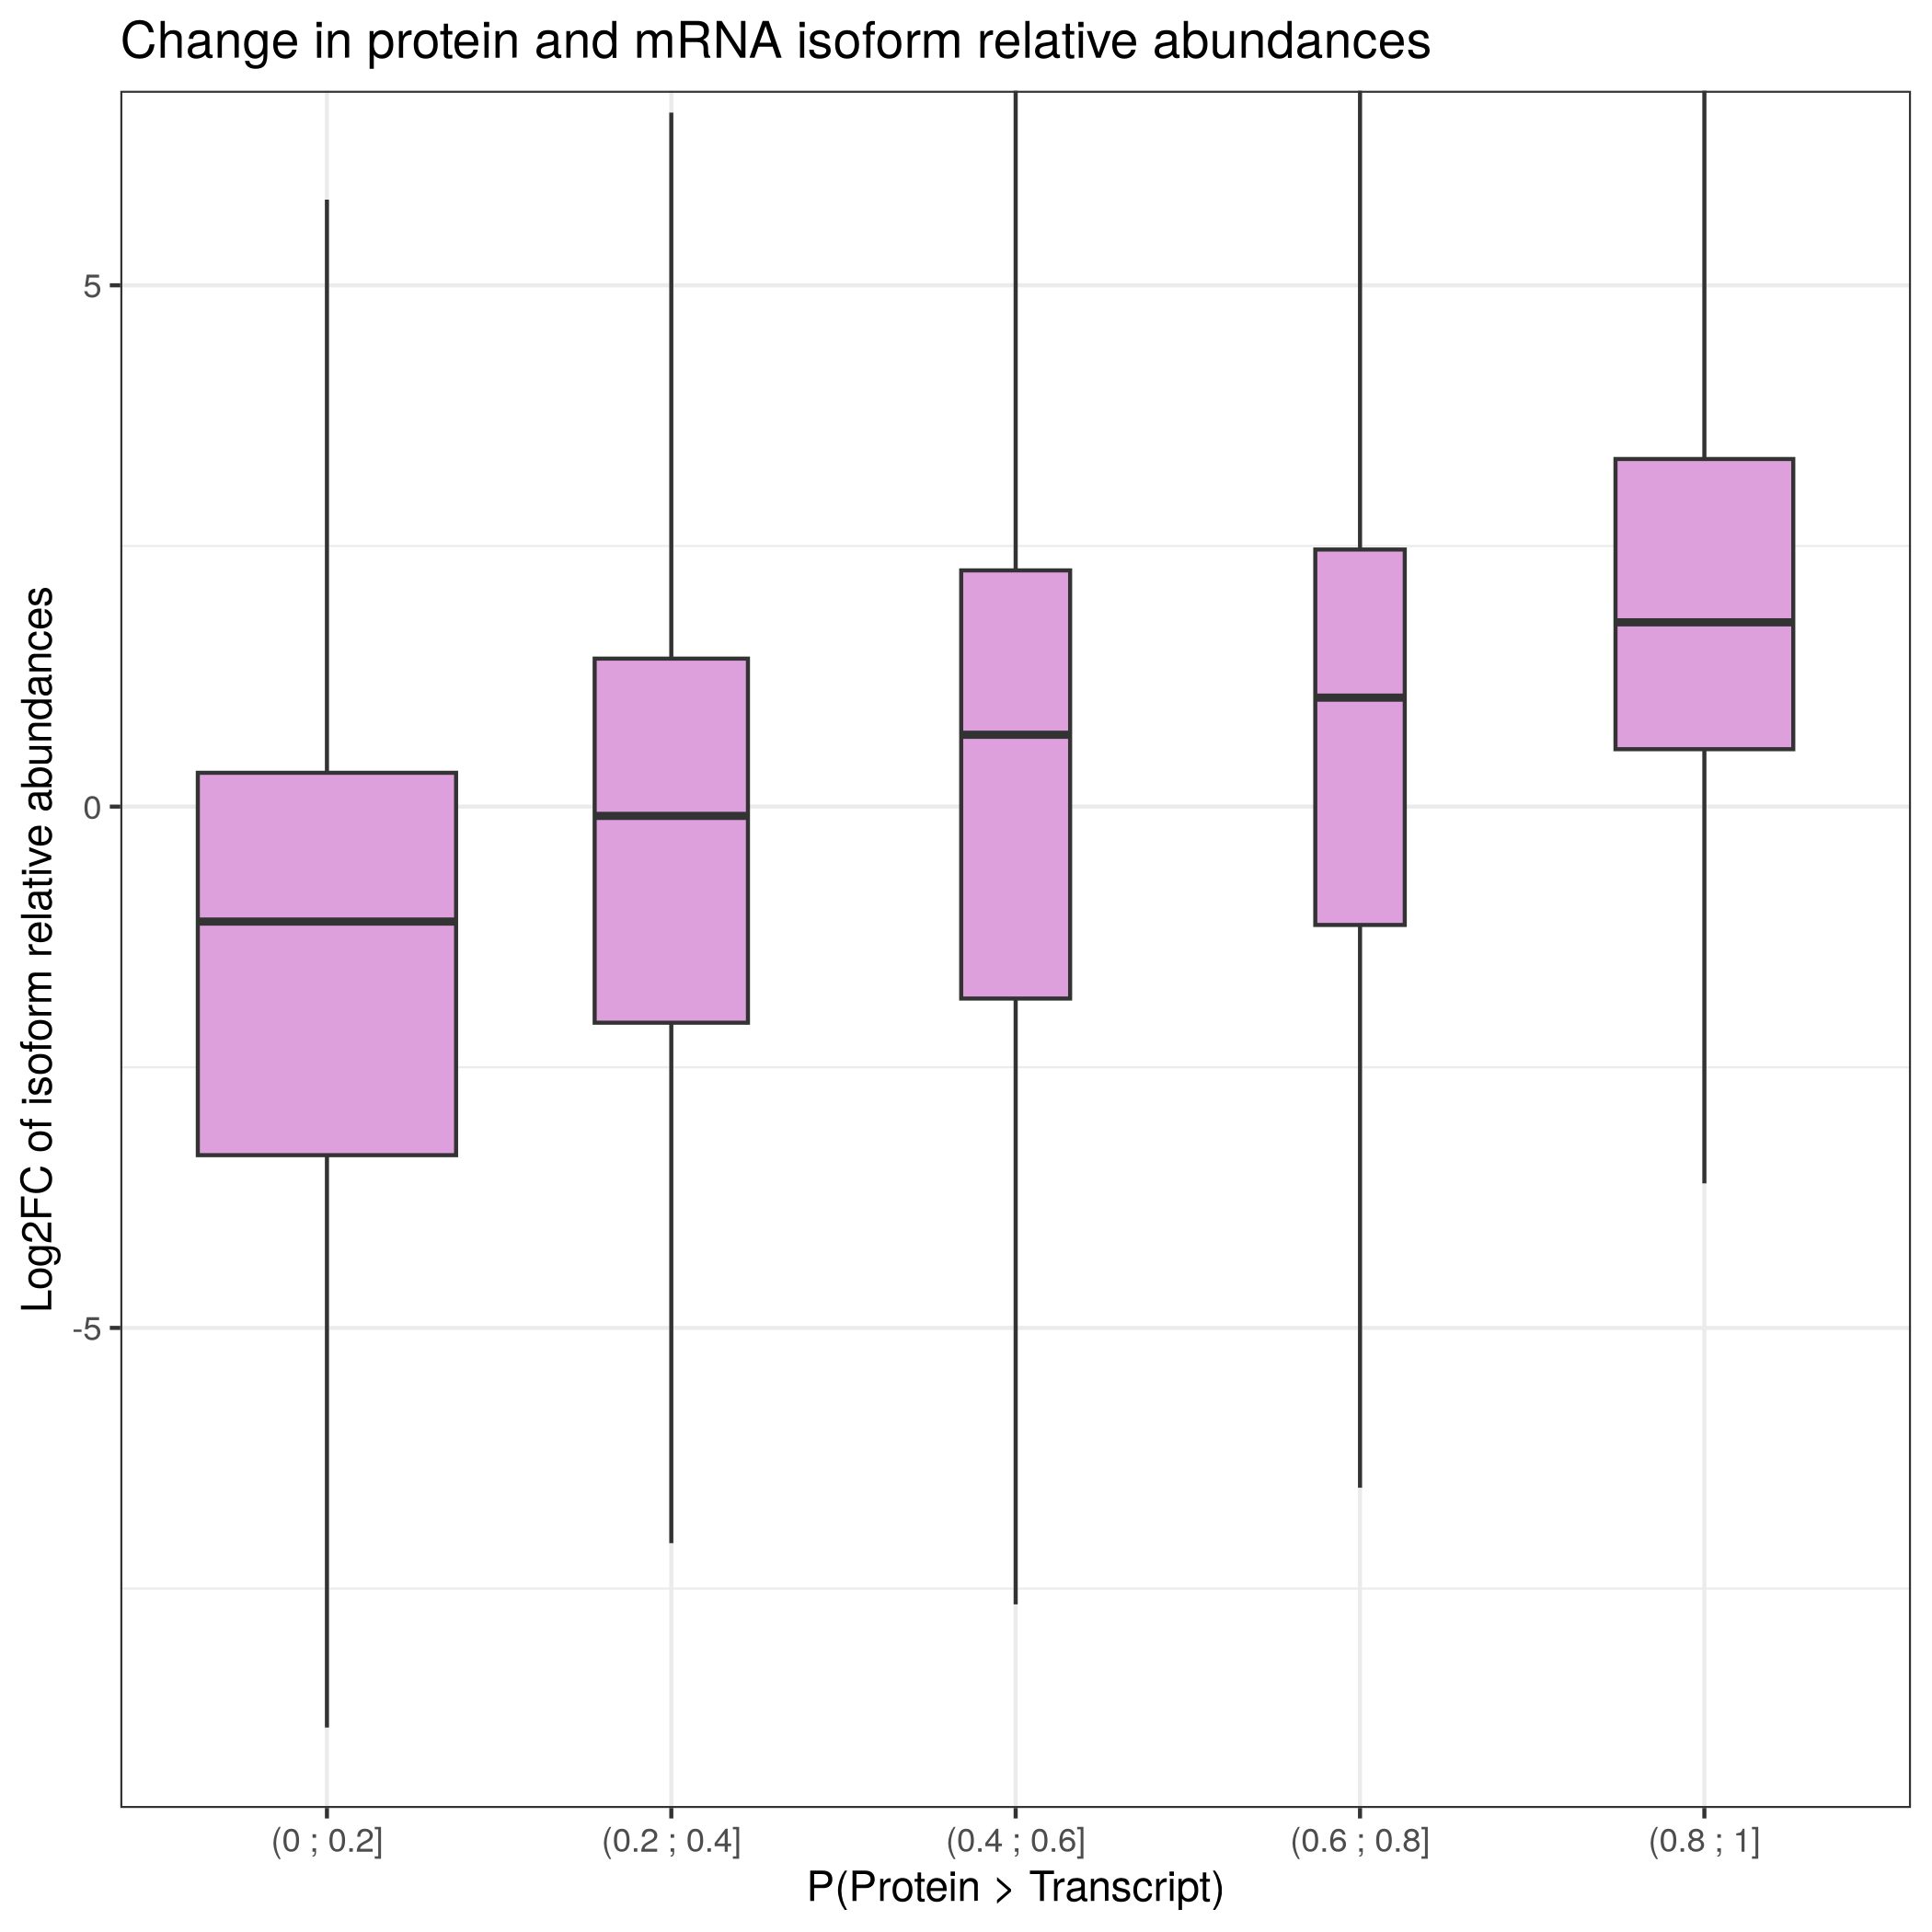 Change in protein and mRNA isoform relative abundances
Log2FC of isoform relative abundances
5
0
-5
(0 ; 0.2]
(0.2 ; 0.4]
(0.4 ; 0.6]
(0.6 ; 0.8]
(0.8 ; 1]
P(Protein > Transcript)